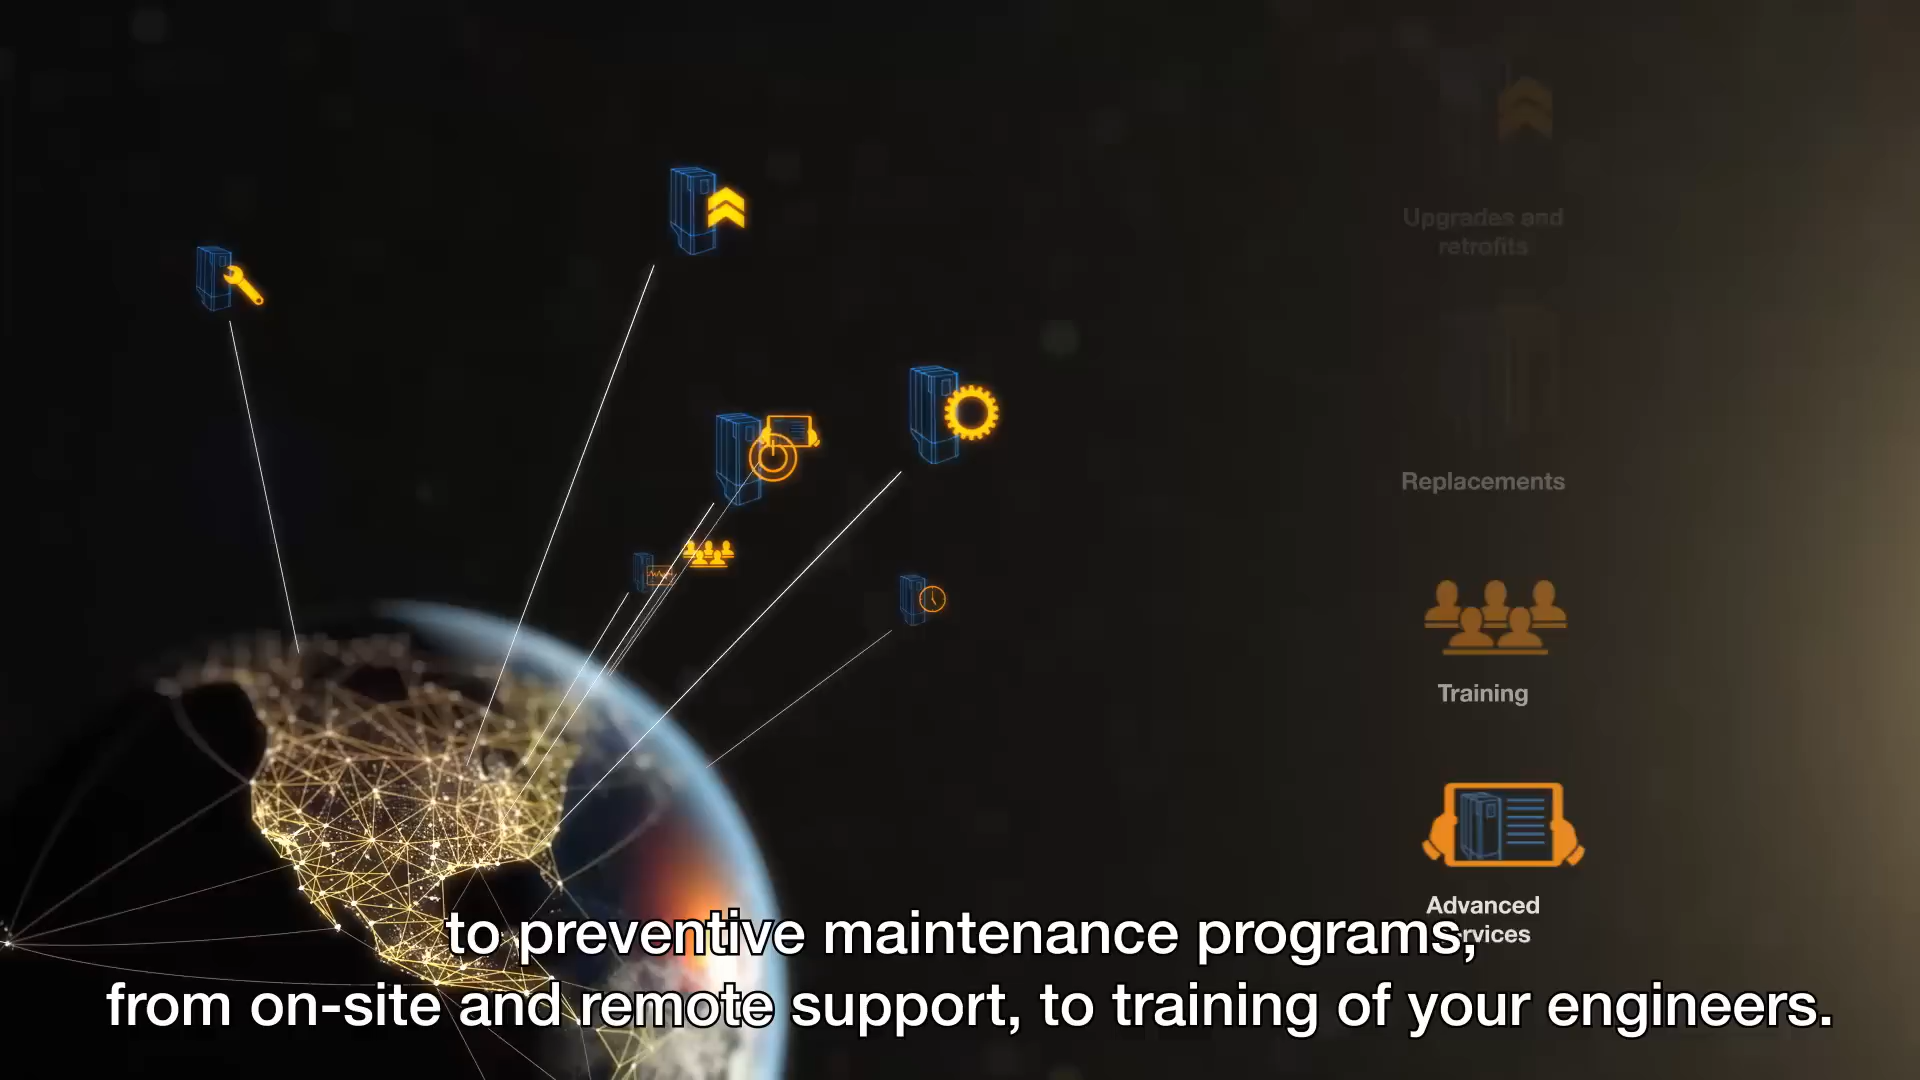 Upgrades and
retrofits
Replacements
Training
Advanced
rvices
to preventive maintenance programs,
from on-site and remote support, to training of your engineers.